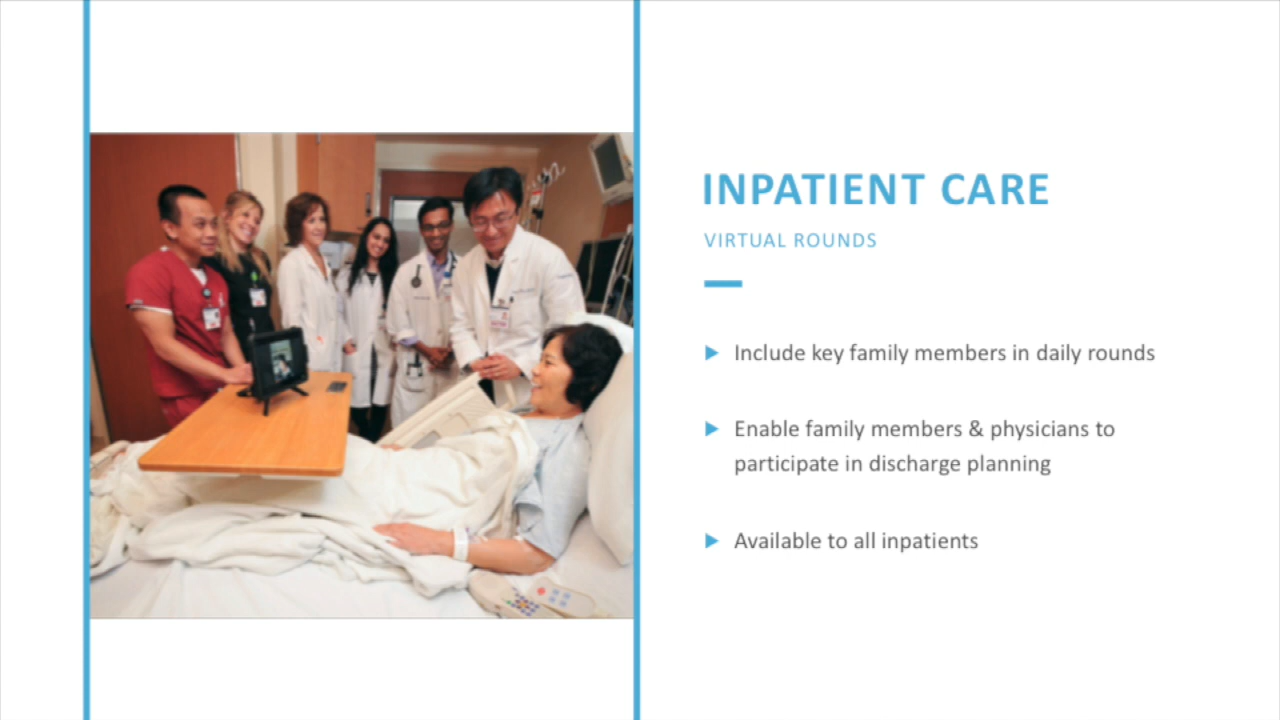 INPATIENT CARE
VIRTUAL ROUNDS
Include key family members in daily rounds
Enable family members & physicians to
participate in discharge planning
Available to all inpatients